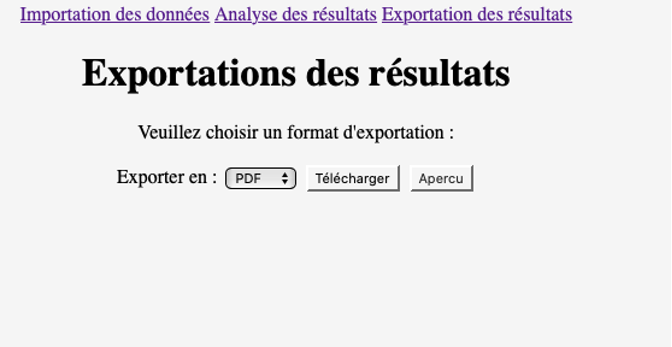 Importation des données Analyse des résultats Exportation des résultats
Exportations des résultats
Veuillez choisir un format d'exportation :
Exporter en : PDF Télécharger Apercu